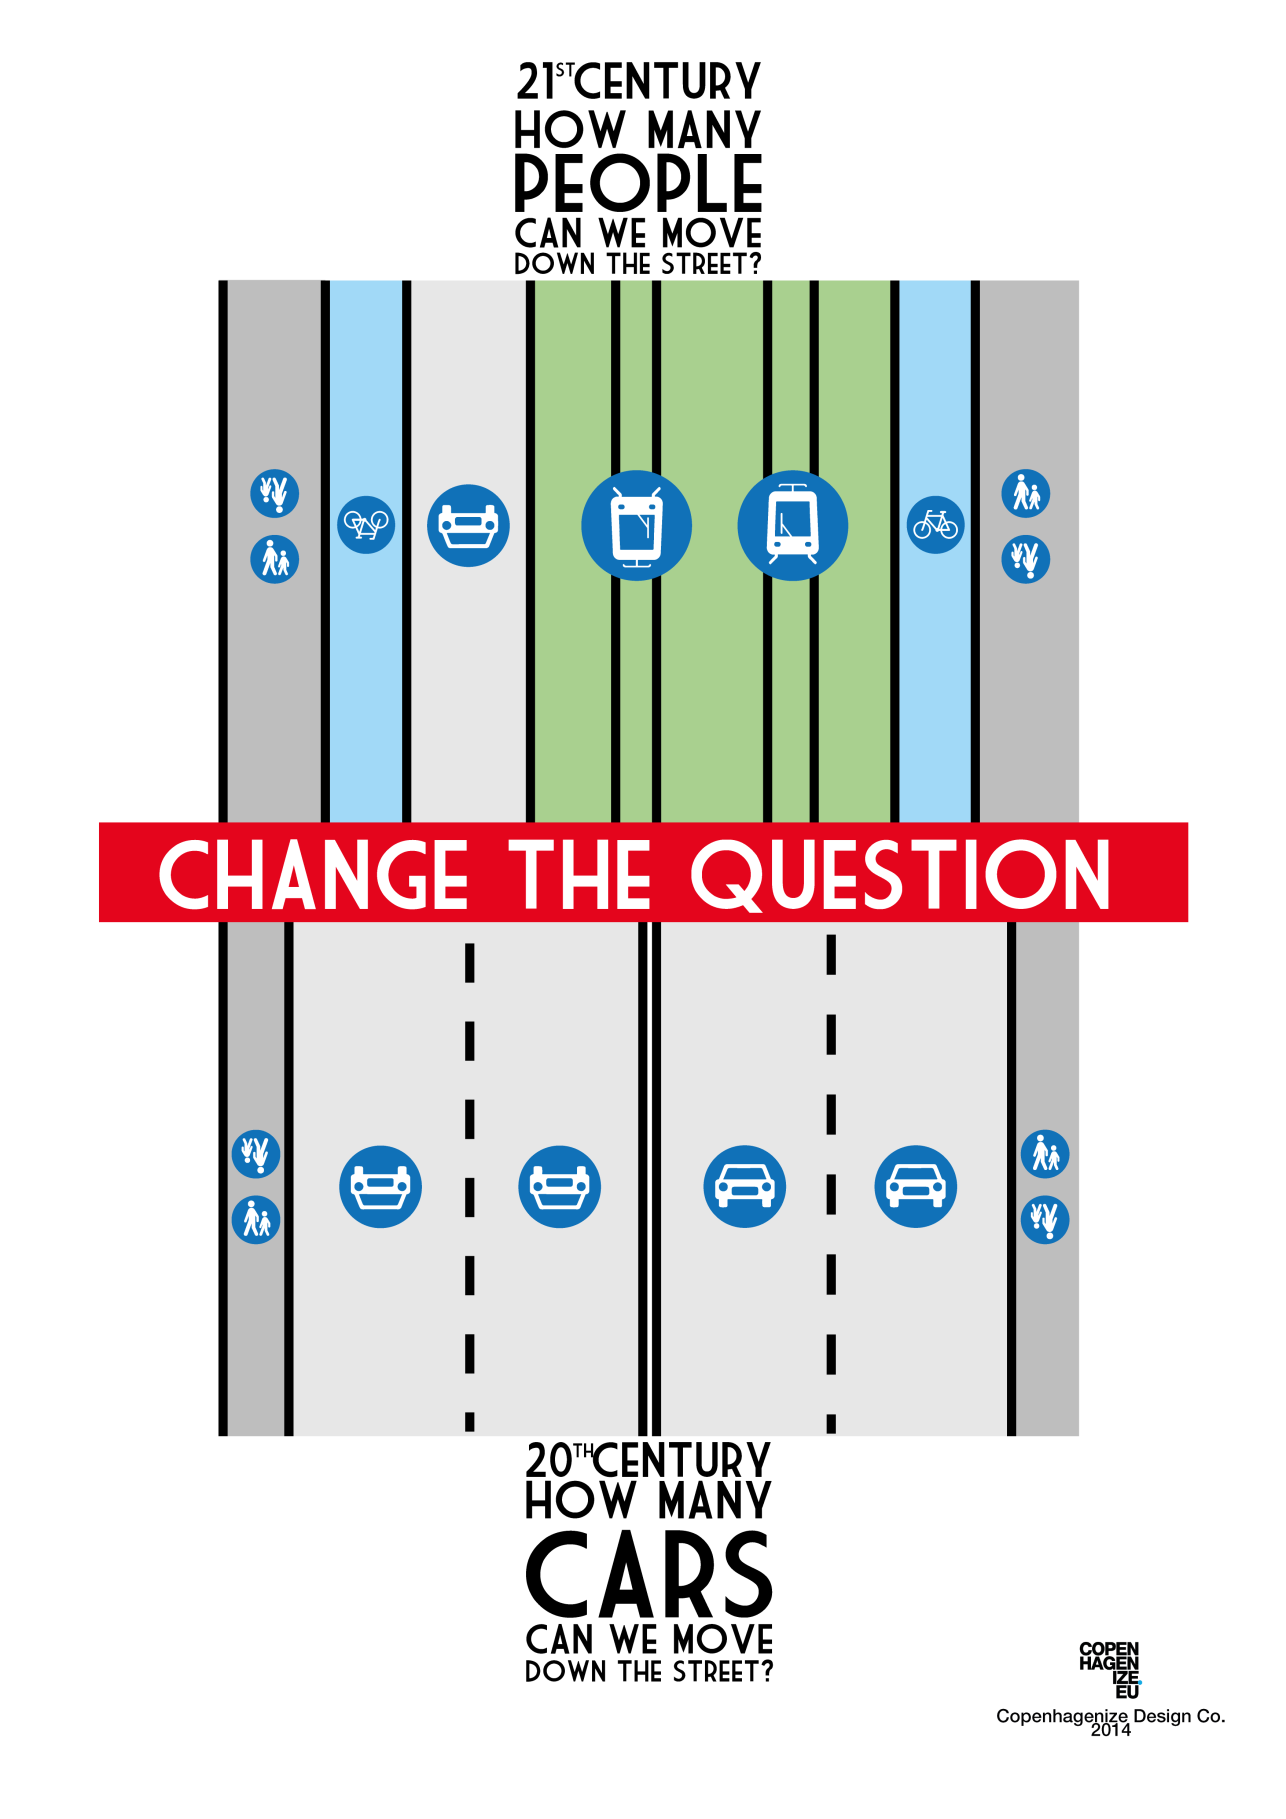 21ST CENTURY
HOW MANY
PEOPLE
CAN WE MOVE
DOWN THE STREET?
CHANGE THE QUESTION
20TH CENTURY
HOW MANY
CARS
CAN WE MOVE
DOWN THE STREET?
COPEN
HAGEN
IZE.
EU
Copenhagenize Design Co.
2014